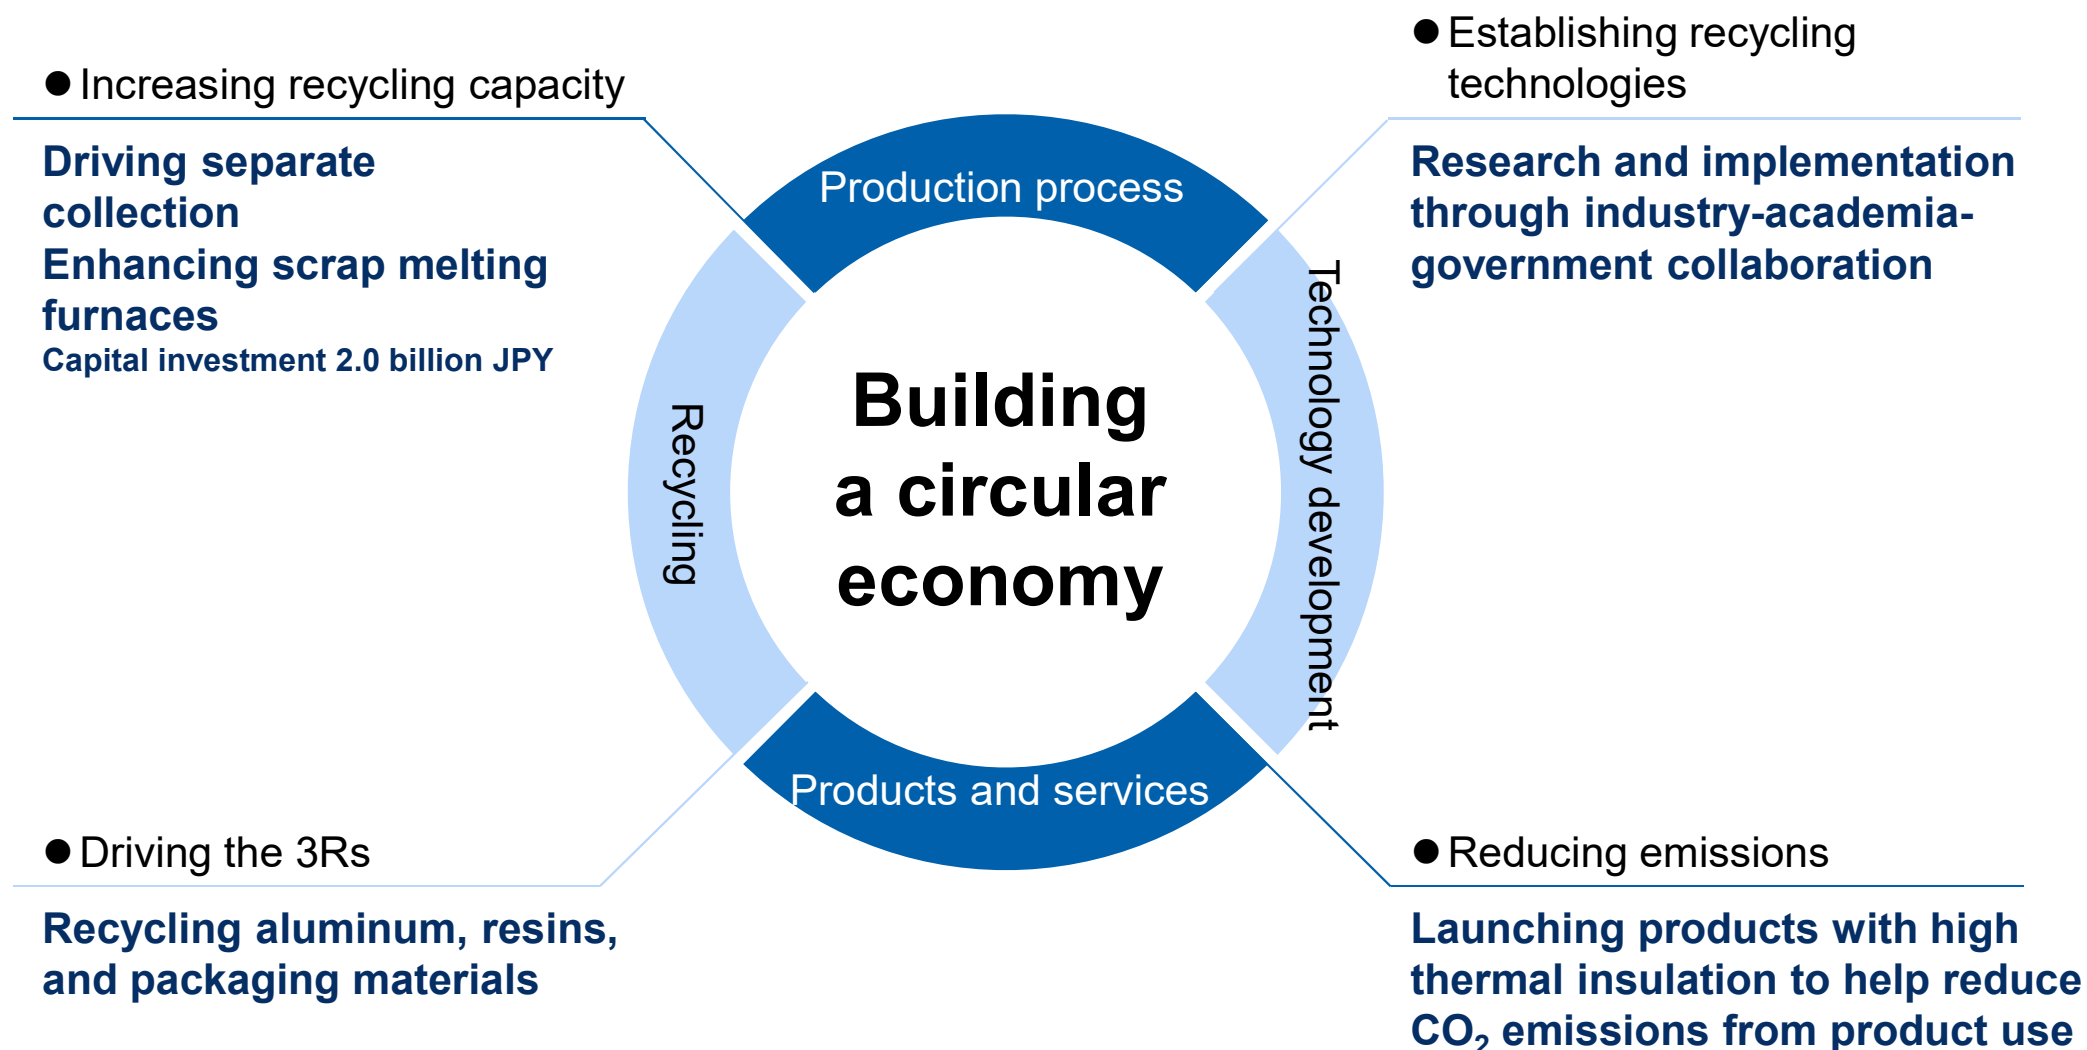 ● Increasing recycling capacity
Driving separate
collection
Enhancing scrap melting
furnaces
Capital investment 2.0 billion JPY
● Establishing recycling
technologies
Research and implementation
through industry-academia-
government collaboration
Production process
Technology development
Recycling
Building
a circular
economy
Products and services
● Driving the 3Rs
Recycling aluminum, resins,
and packaging materials
● Reducing emissions
Launching products with high
thermal insulation to help reduce
CO₂ emissions from product use